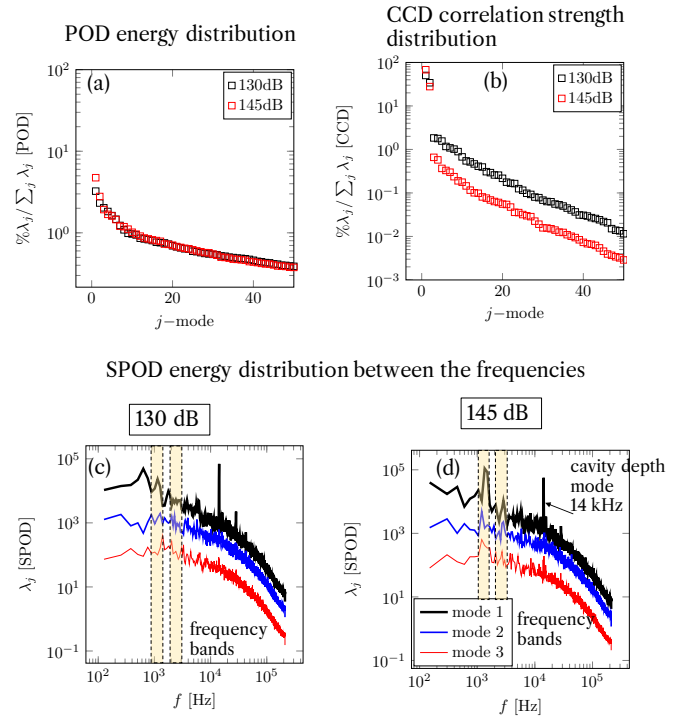 POD energy distribution
CCD correlation strength
distribution
(a)
130dB
145dB
%λj/∑j λj [POD]
10^2
10^1
10^0
0
20
40
j−mode
(b)
130dB
145dB
%λj/∑j λj [CCD]
10^2
10^1
10^0
10^−1
10^−2
10^−3
0
20
40
j−mode
SPOD energy distribution between the frequencies
130 dB
(c)
λj [SPOD]
10^5
10^3
10^1
10^−1
frequency
bands
10^2
10^3
10^4
10^5
f [Hz]
145 dB
(d)
cavity depth
mode
14 kHz
λj [SPOD]
10^5
10^3
10^1
10^−1
mode 1
mode 2
mode 3
frequency
bands
10^2
10^3
10^4
10^5
f [Hz]